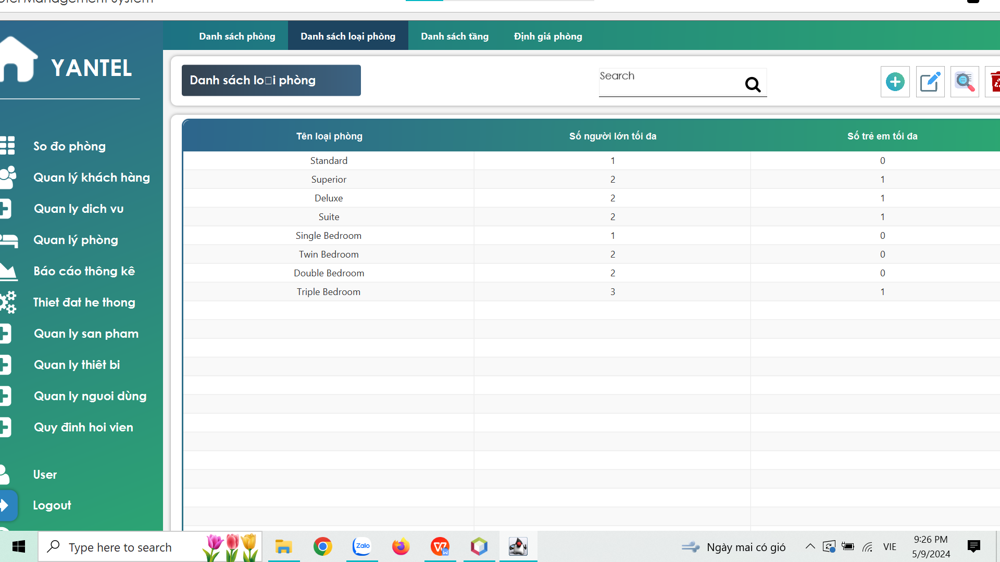 Danh sách phòng Danh sách loại phòng Danh sách tầng Định giá phòng
YANTEL
Danh sách lo□i phòng
Search
So đo phòng
Quan lý khách hàng
Quan ly dich vu
Quan lý phòng
Báo cáo thông kê
Thiet đat he thong
Quan ly san pham
Quan ly thiêt bi
Quan ly nguoi dùng
Quy đinh hoi vien
User
Logout
Tên loại phòng Số người lớn tối đa Số trẻ em tối đa
Standard 1 0
Superior 2 1
Deluxe 2 1
Suite 2 1
Single Bedroom 1 0
Twin Bedroom 2 0
Double Bedroom 2 0
Triple Bedroom 3 1
Type here to search
Zalo
W
Ngày mai có gió
VIE
9:26 PM
5/9/2024